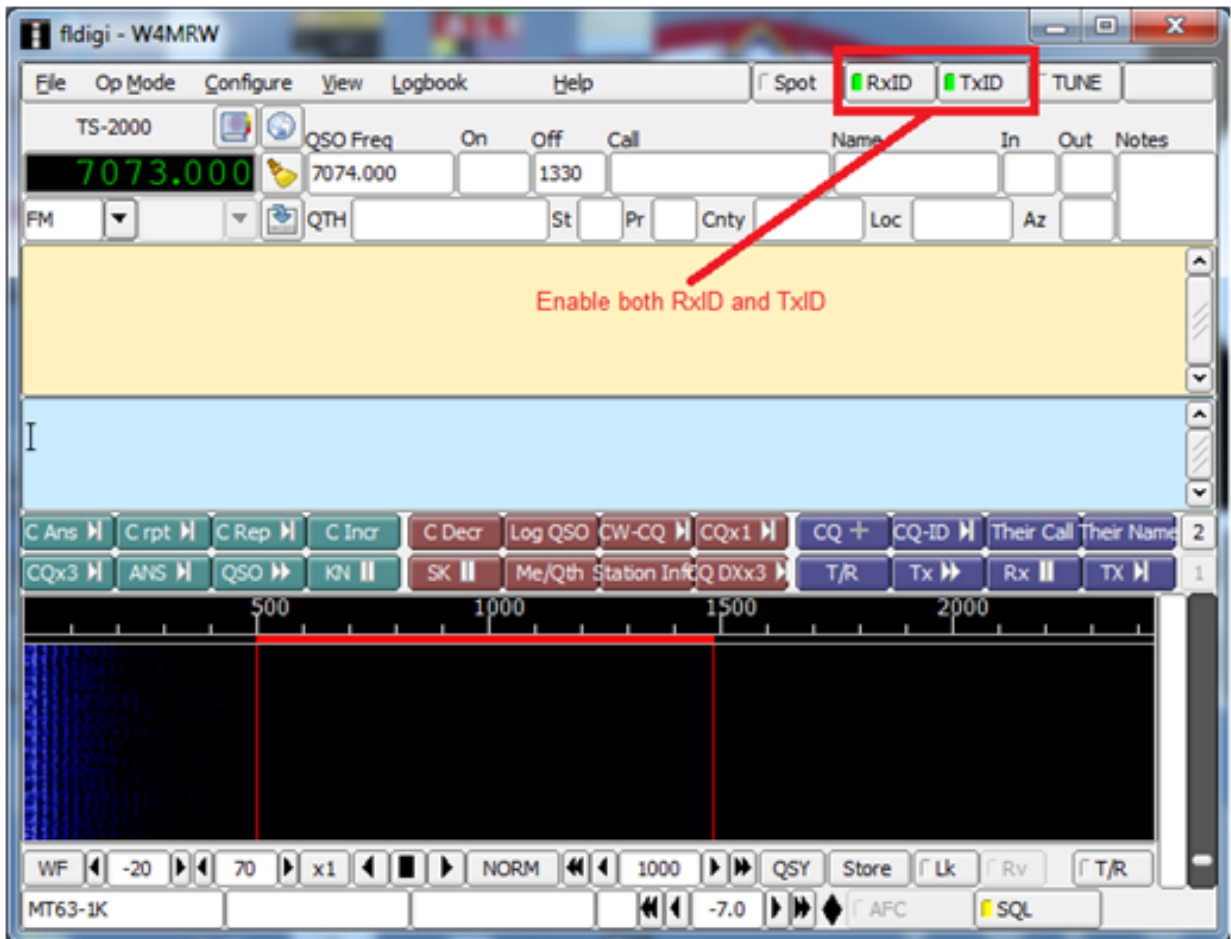 fldigi - W4MRW
File Op Mode Configure View Logbook Help Spot RxID TxID TUNE
TS-2000 QSO Freq On Off Call Name In Out Notes
7073.000 7074.000 1330
FM QTH St Pr Cnty Loc Az
Enable both RxID and TxID
C Ans C rpt C Rep C Incr C Decr Log QSO CW-CQ CQx1 CQ CQ-ID Their Call Their Name 2
CQx3 ANS QSO KN SK Me/Qth Station Inf CQ DXx3 T/R Tx Rx TX 1
500 1000 1500 2000
WF -20 70 x1 NORM 1000 QSY Store Lk Rv T/R
MT63-1K -7.0 AFC SQL